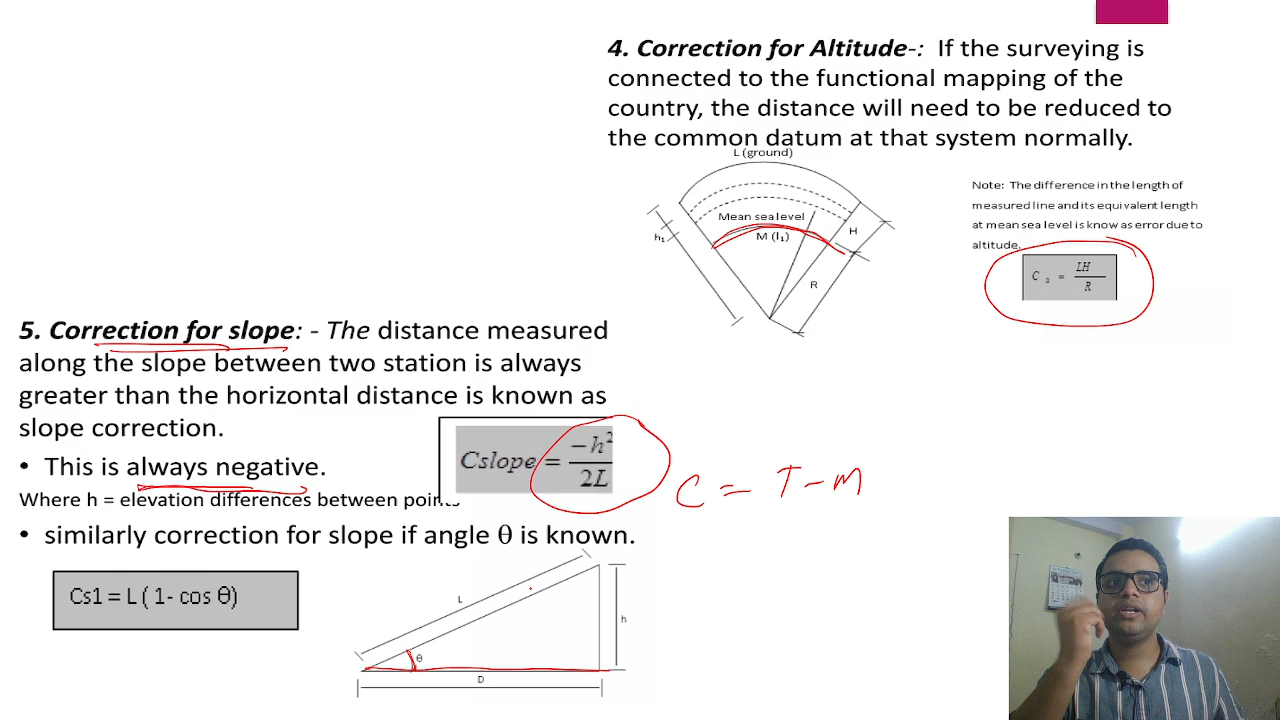 4. Correction for Altitude-: If the surveying is
connected to the functional mapping of the
country, the distance will need to be reduced to
the common datum at that system normally.
L (ground)
Mean sea level
M (l₁)
h₁
H
R
Note: The difference in the length of
measured line and its equivalent length
at mean sea level is know as error due to
altitude.
C a = LH / R
5. Correction for slope: - The distance measured
along the slope between two station is always
greater than the horizontal distance is known as
slope correction.
• This is always negative.
Where h = elevation differences between points
Cslope = -h² / 2L
C = T - M
• similarly correction for slope if angle θ is known.
Cs1 = L ( 1- cos θ)
L
h
θ
D